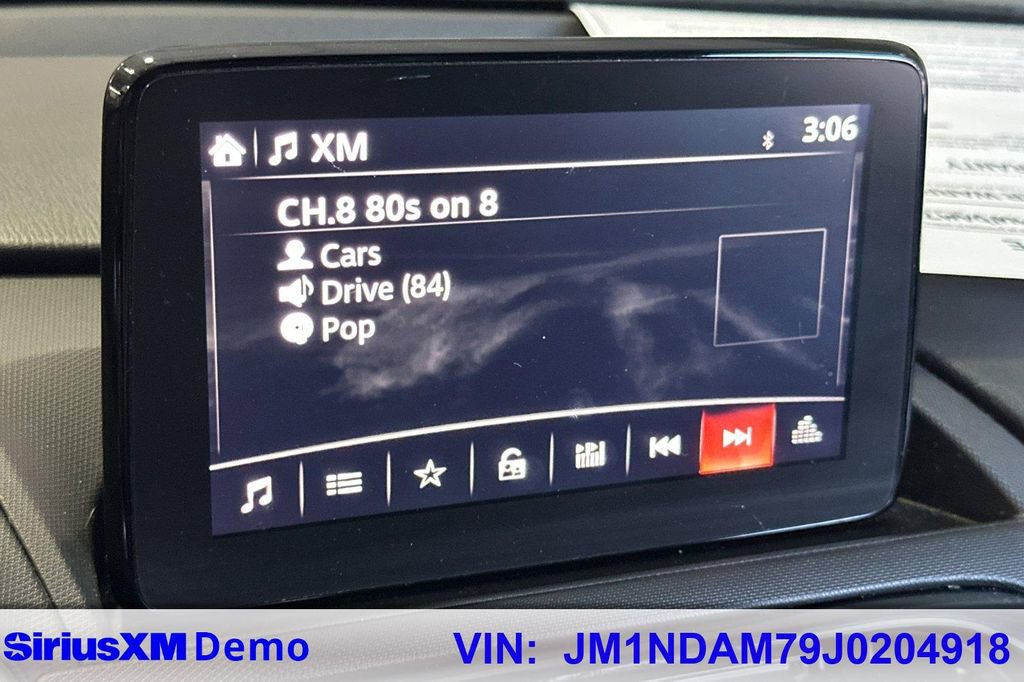 XM 3:06
CH.8 80s on 8
Cars
Drive (84)
Pop
SiriusXM Demo VIN: JM1NDAM79J0204918